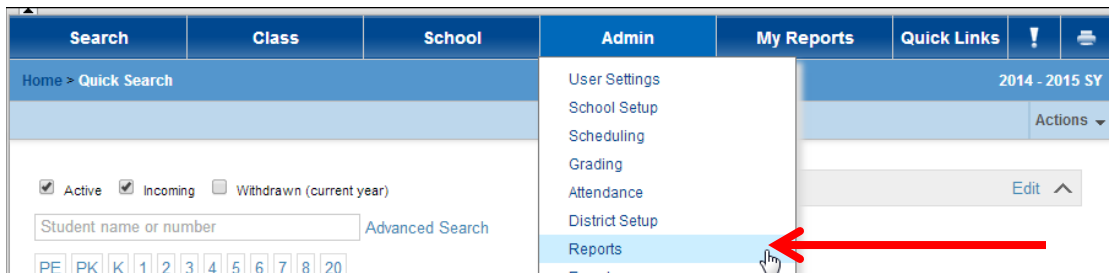 Search Class School Admin My Reports Quick Links !
Home > Quick Search 2014 - 2015 SY
Actions
User Settings
School Setup
Scheduling
Grading
Attendance
District Setup
Reports
Active Incoming Withdrawn (current year)
Edit
Student name or number Advanced Search
PE PK K 1 2 3 4 5 6 7 8 20